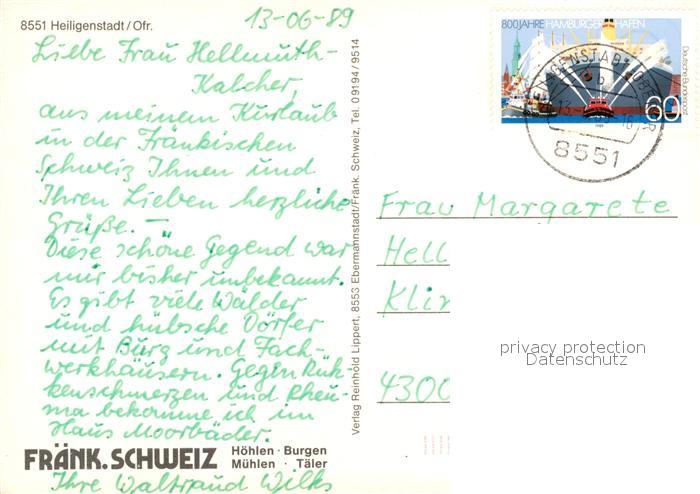 8551 Heiligenstadt/Ofr.
13-06-89
Liebe Frau Hellmuth-
Kalcher,
aus meinem Kurlaub
in der Fränkischen
Schweiz Ihnen und
Ihren Lieben herzliche
Grüße. —
Diese schöne Gegend war
mir bisher unbekannt.
Es gibt viele Wälder
und hübsche Dörfer
mit Burg und Fach-
werkhäusern. Gegen Rük-
kenschmerzen und Rheu-
ma bekomme ich im
Haus Moorbäder.
FRÄNK. SCHWEIZ
Höhlen · Burgen
Mühlen · Täler
Ihre Waltraud Wilks
Verlag Reinhold Lippert, 8553 Ebermannstadt/Fränk. Schweiz, Tel. 09194/9514
800 JAHRE HAMBURGER HAFEN
Deutsche Bundespost
60
8551
Frau Margarete
Hell
Klin
4300
privacy protection
Datenschutz